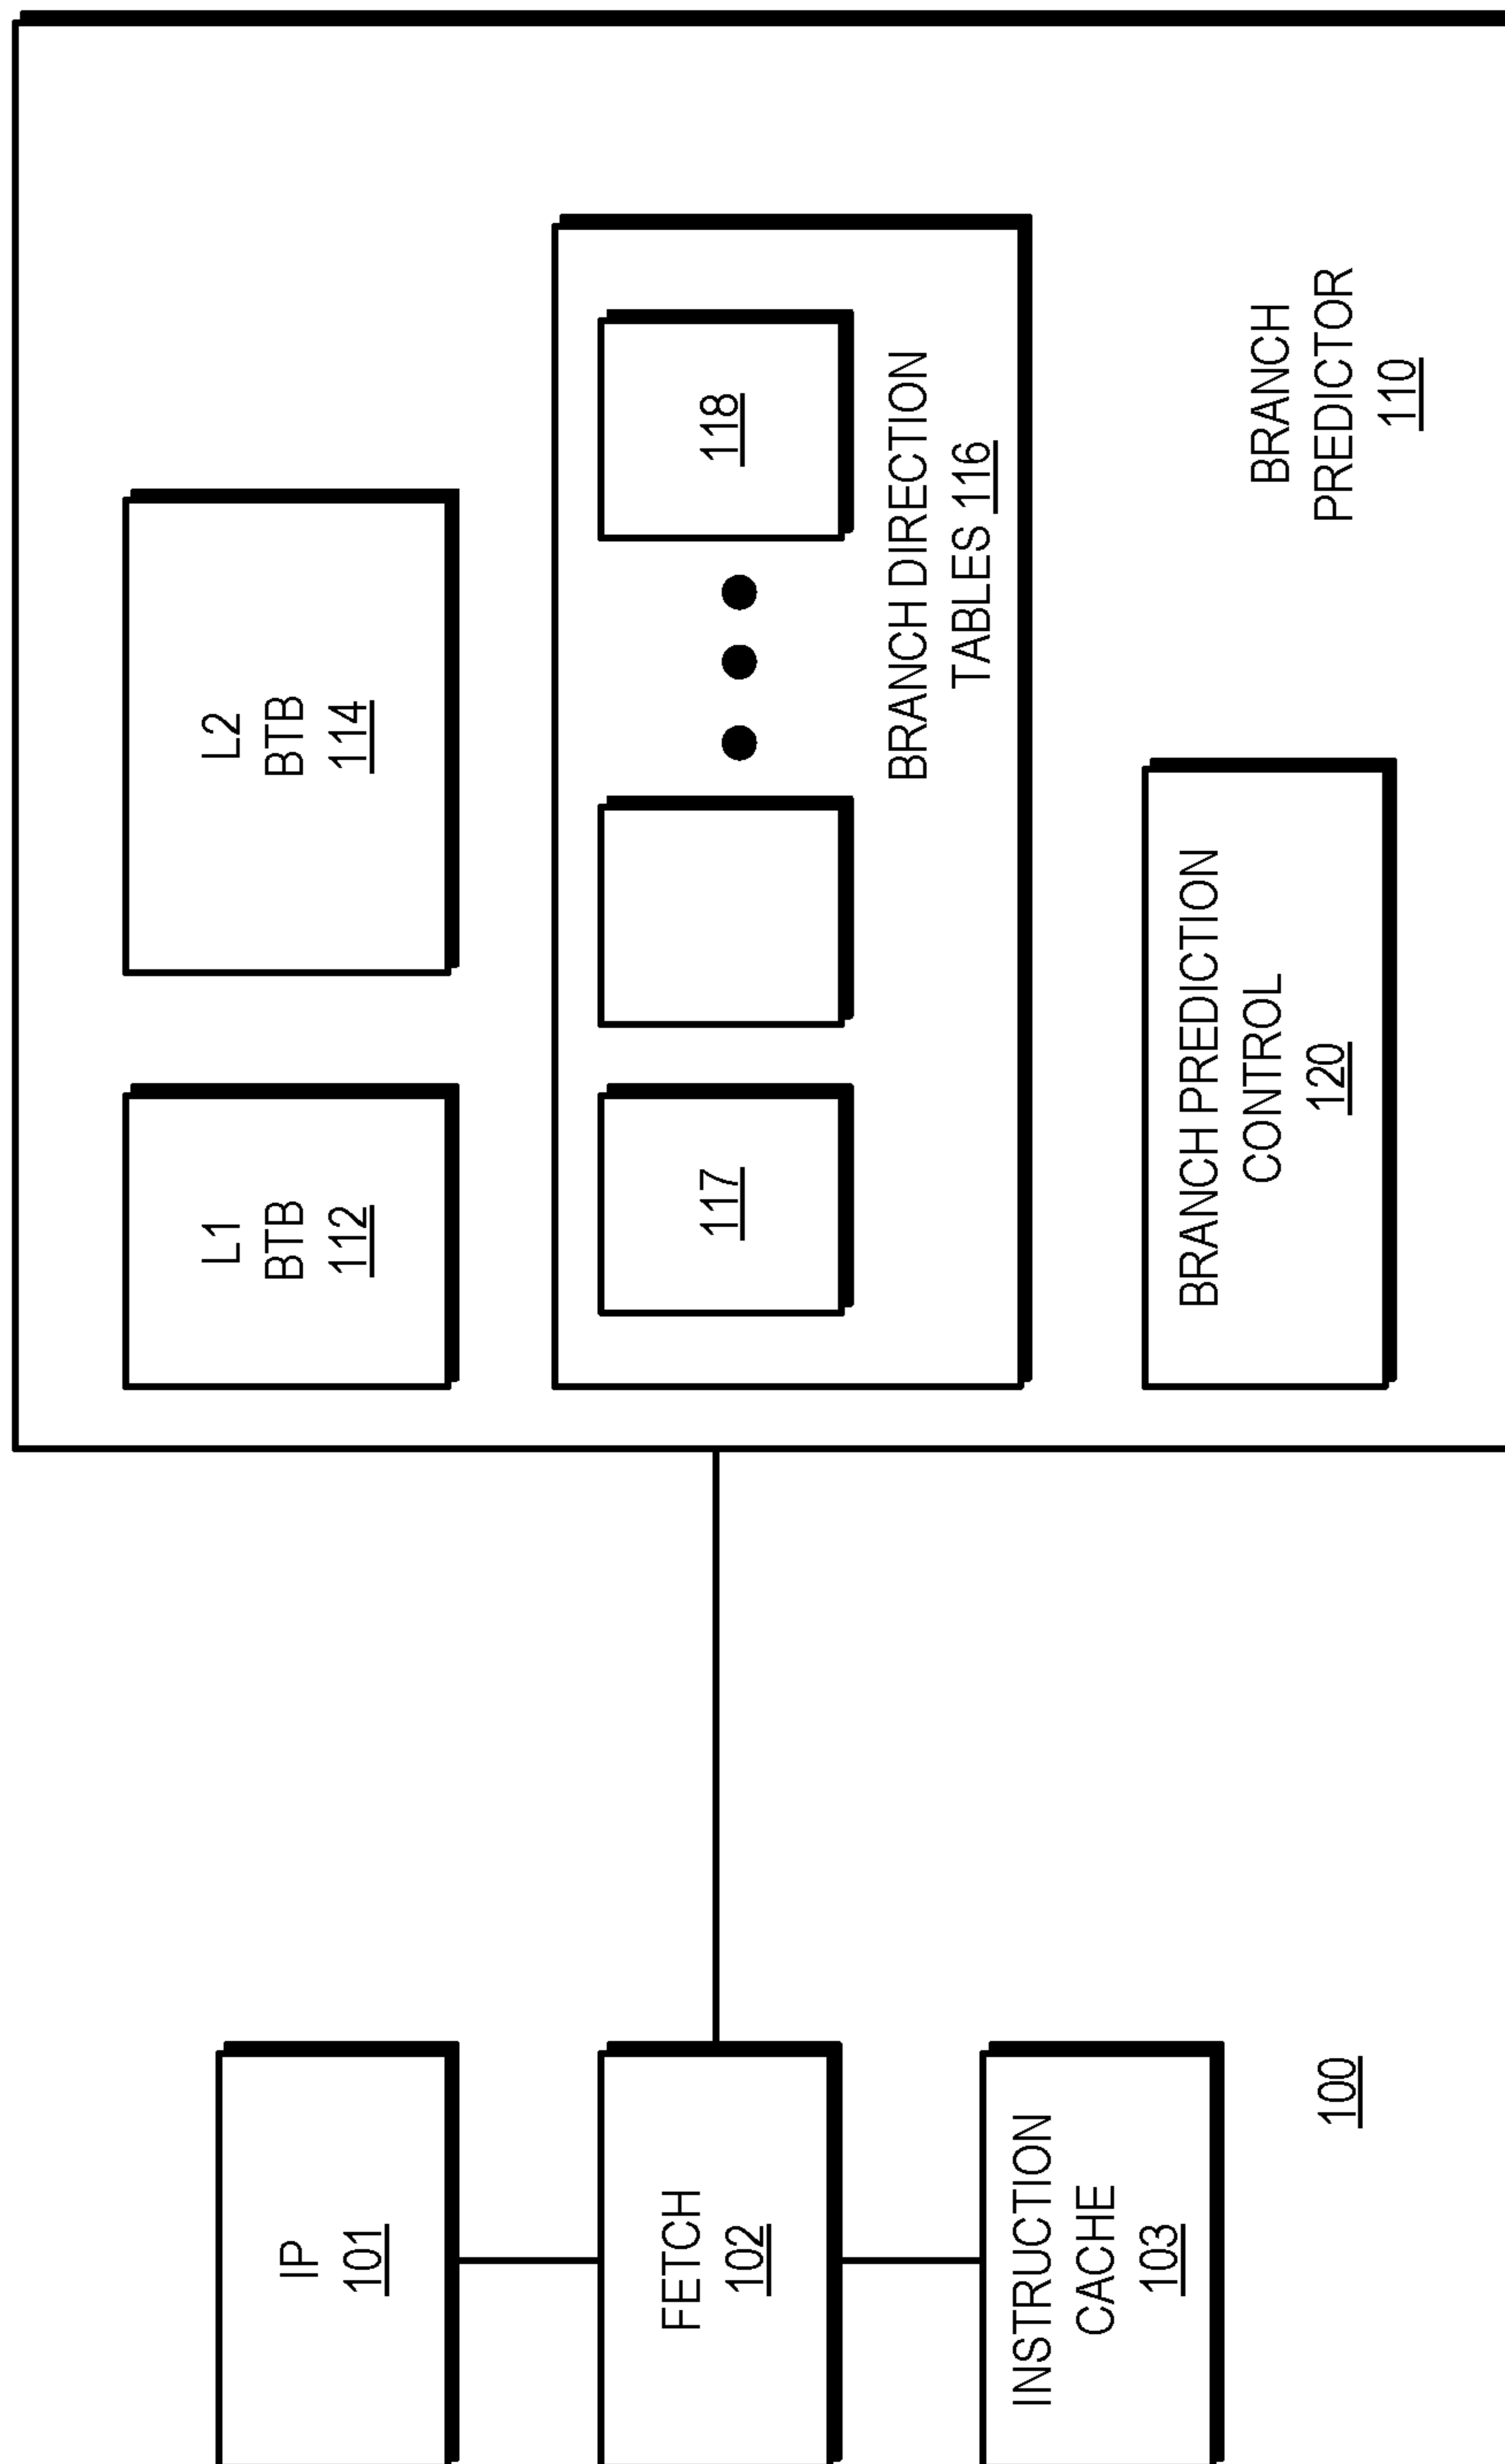 IP
101
FETCH
102
INSTRUCTION
CACHE
103
100
L1
BTB
112
L2
BTB
114
117
118
BRANCH DIRECTION
TABLES 116
BRANCH PREDICTION
CONTROL
120
BRANCH
PREDICTOR
110